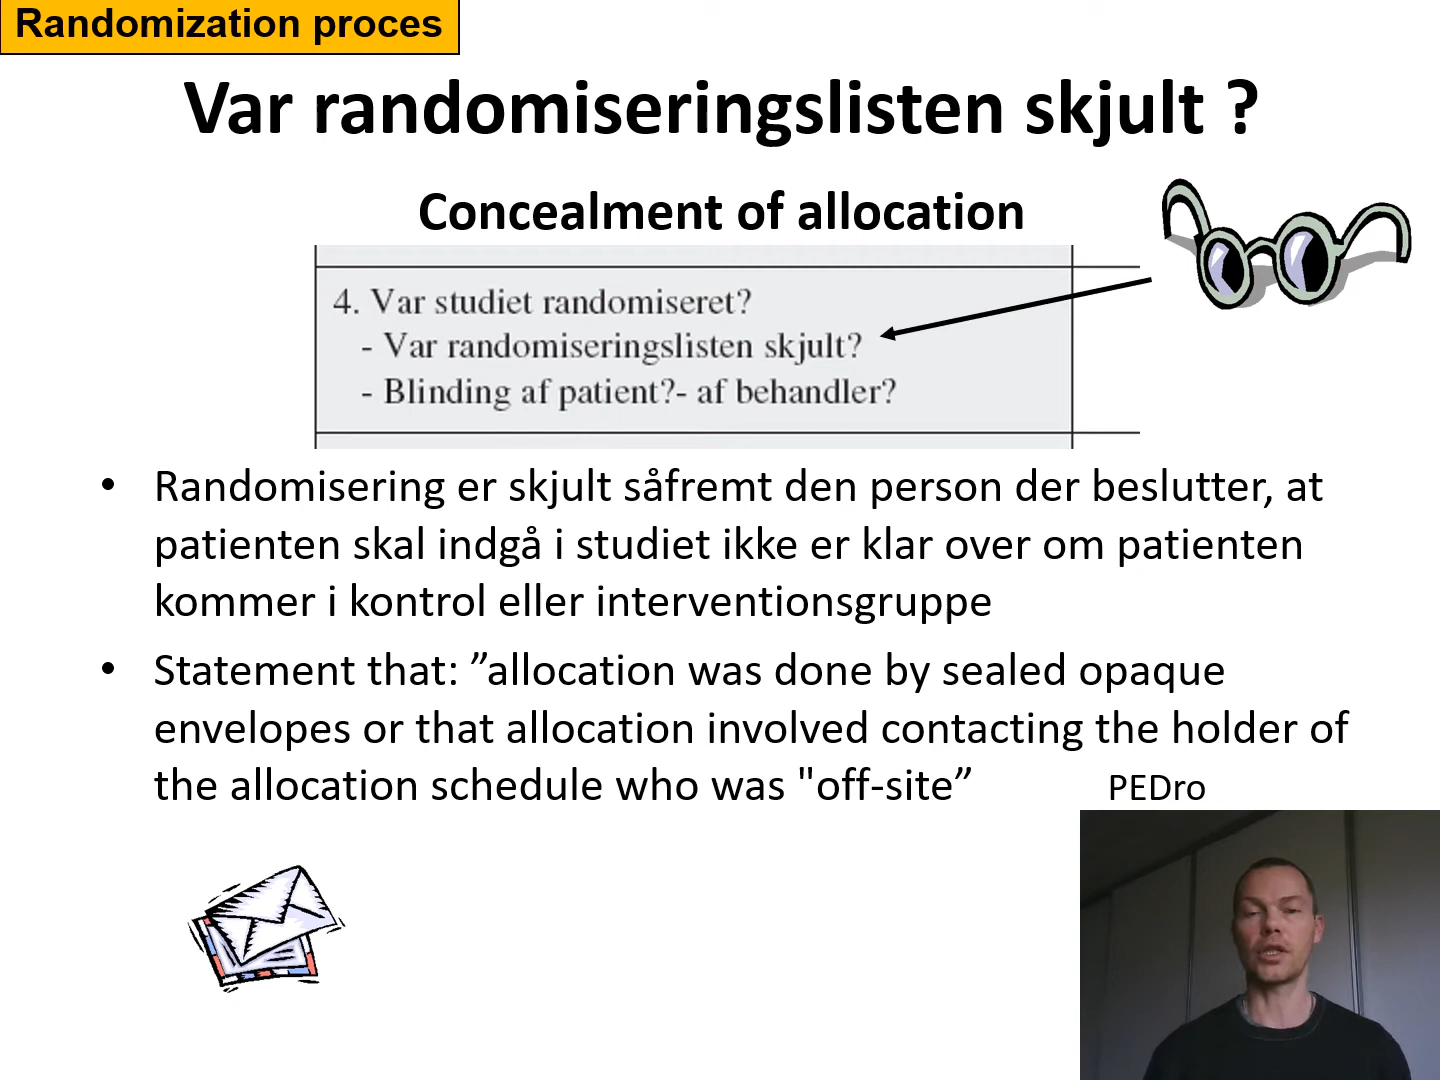 Randomization proces
Var randomiseringslisten skjult ?
Concealment of allocation
4. Var studiet randomiseret?
- Var randomiseringslisten skjult?
- Blinding af patient?- af behandler?
• Randomisering er skjult såfremt den person der beslutter, at
patienten skal indgå i studiet ikke er klar over om patienten
kommer i kontrol eller interventionsgruppe
• Statement that: ”allocation was done by sealed opaque
envelopes or that allocation involved contacting the holder of
the allocation schedule who was "off-site” PEDro